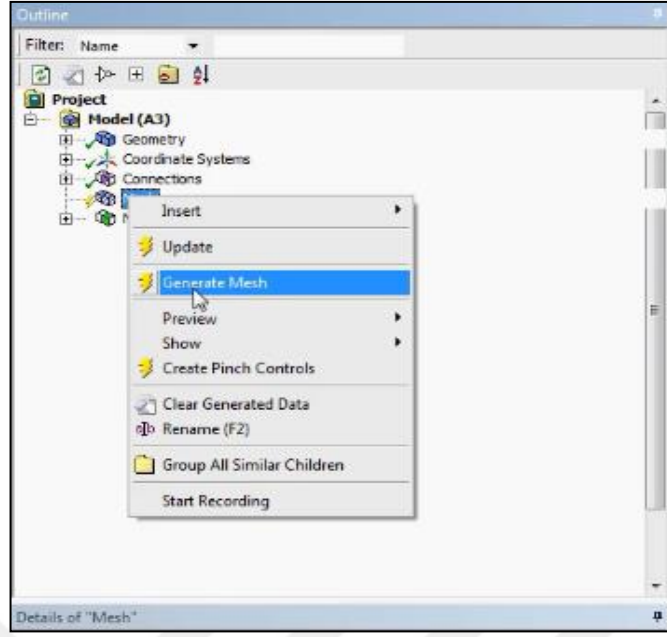 Outline
Filter: Name
Project
Model (A3)
Geometry
Coordinate Systems
Connections
Insert
Update
Generate Mesh
Preview
Show
Create Pinch Controls
Clear Generated Data
Rename (F2)
Group All Similar Children
Start Recording
Details of "Mesh"